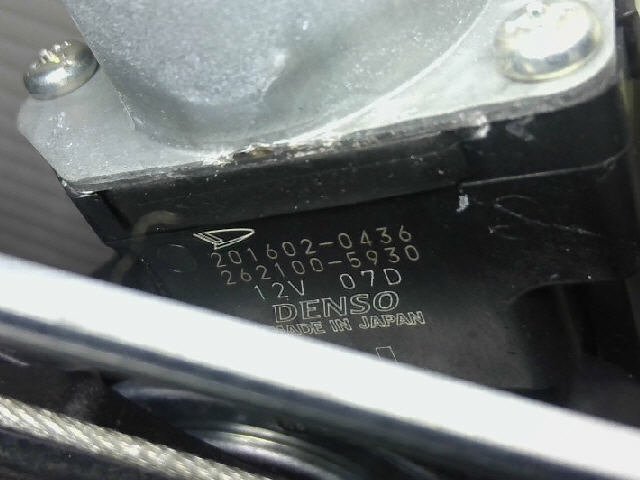 201602-0436
262100-5930
12V 07D
DENSO
MADE IN JAPAN